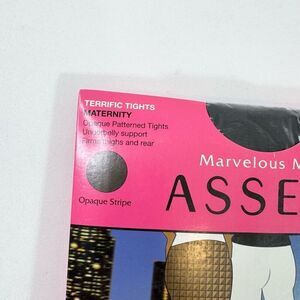 TERRIFIC TIGHTS
MATERNITY
Opaque Patterned Tights
Underbelly support
Firms thighs and rear
Marvelous M
ASSE
Opaque Stripe